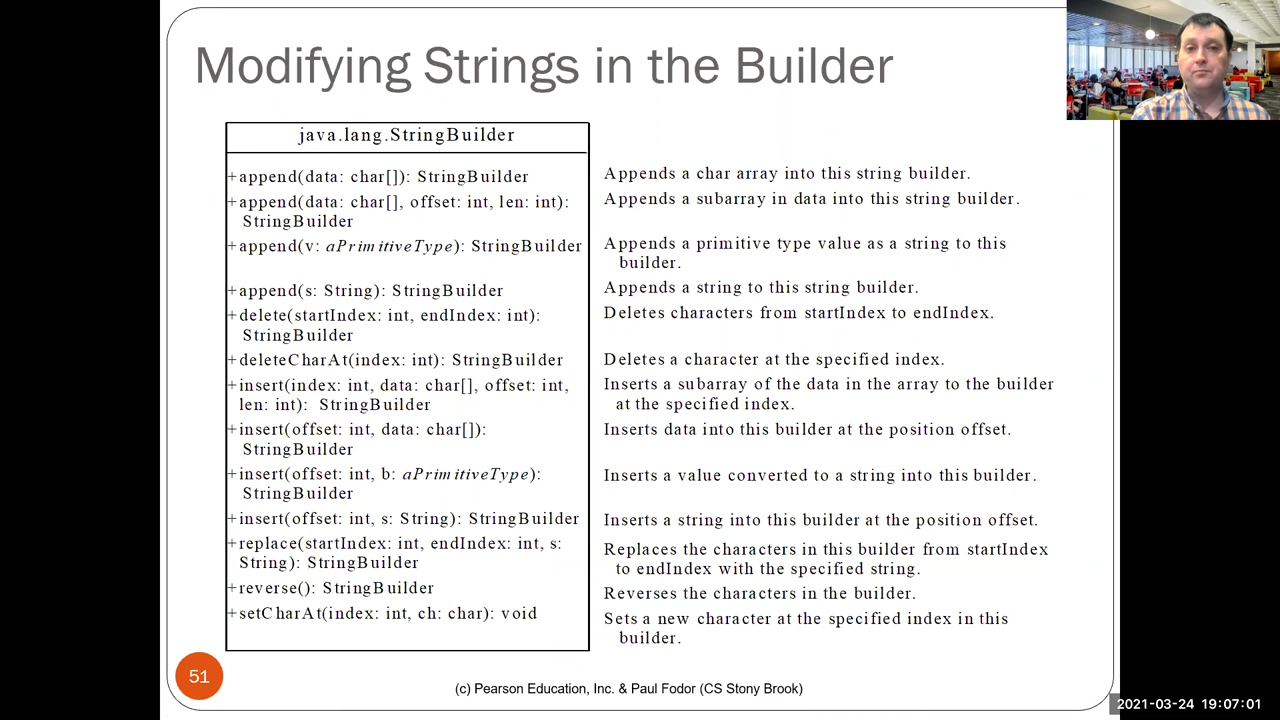 Modifying Strings in the Builder
java.lang.StringBuilder
+append(data: char[]): StringBuilder
Appends a char array into this string builder.
+append(data: char[], offset: int, len: int):
StringBuilder
Appends a subarray in data into this string builder.
+append(v: aPrimitiveType): StringBuilder
Appends a primitive type value as a string to this
builder.
+append(s: String): StringBuilder
Appends a string to this string builder.
+delete(startIndex: int, endIndex: int):
StringBuilder
Deletes characters from startIndex to endIndex.
+deleteCharAt(index: int): StringBuilder
Deletes a character at the specified index.
+insert(index: int, data: char[], offset: int,
len: int): StringBuilder
Inserts a subarray of the data in the array to the builder
at the specified index.
+insert(offset: int, data: char[]):
StringBuilder
Inserts data into this builder at the position offset.
+insert(offset: int, b: aPrimitiveType):
StringBuilder
Inserts a value converted to a string into this builder.
+insert(offset: int, s: String): StringBuilder
Inserts a string into this builder at the position offset.
+replace(startIndex: int, endIndex: int, s:
String): StringBuilder
Replaces the characters in this builder from startIndex
to endIndex with the specified string.
+reverse(): StringBuilder
Reverses the characters in the builder.
+setCharAt(index: int, ch: char): void
Sets a new character at the specified index in this
builder.
51
(c) Pearson Education, Inc. & Paul Fodor (CS Stony Brook)
2021-03-24 19:07:01